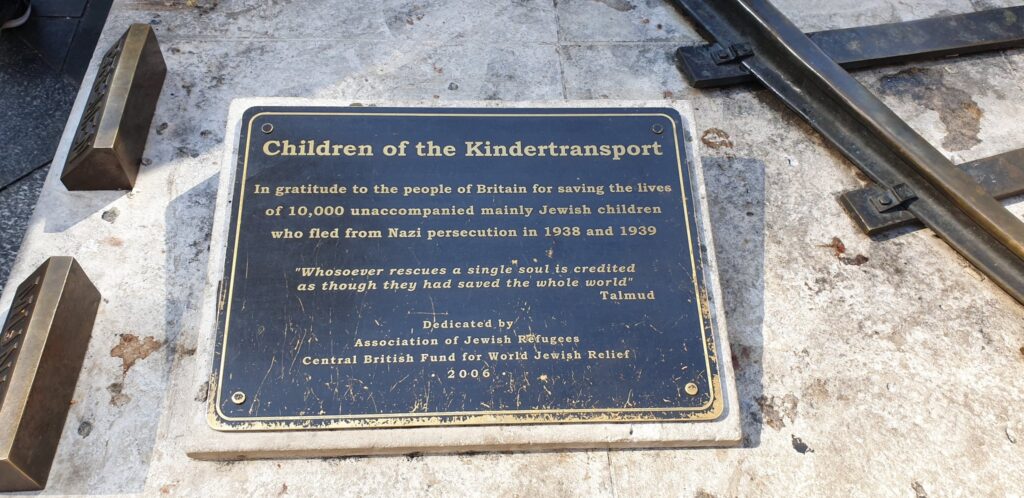 Children of the Kindertransport
In gratitude to the people of Britain for saving the lives
of 10,000 unaccompanied mainly Jewish children
who fled from Nazi persecution in 1938 and 1939
"Whosoever rescues a single soul is credited
as though they had saved the whole world"
Talmud
Dedicated by
Association of Jewish Refugees
Central British Fund for World Jewish Relief
· 2006 ·